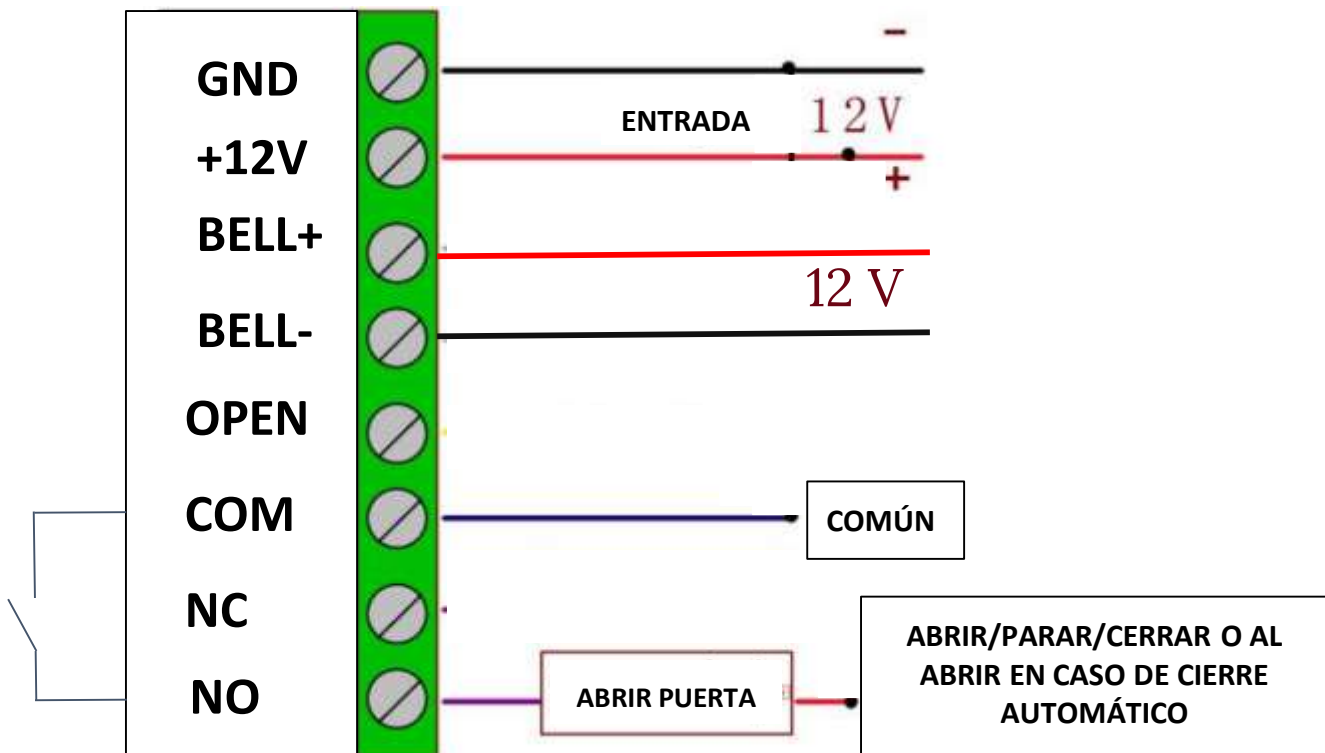 GND
-
ENTRADA 12V
+12V
+
BELL+
12 V
BELL-
OPEN
COM
COMÚN
NC
NO
ABRIR PUERTA
ABRIR/PARAR/CERRAR O AL
ABRIR EN CASO DE CIERRE
AUTOMÁTICO